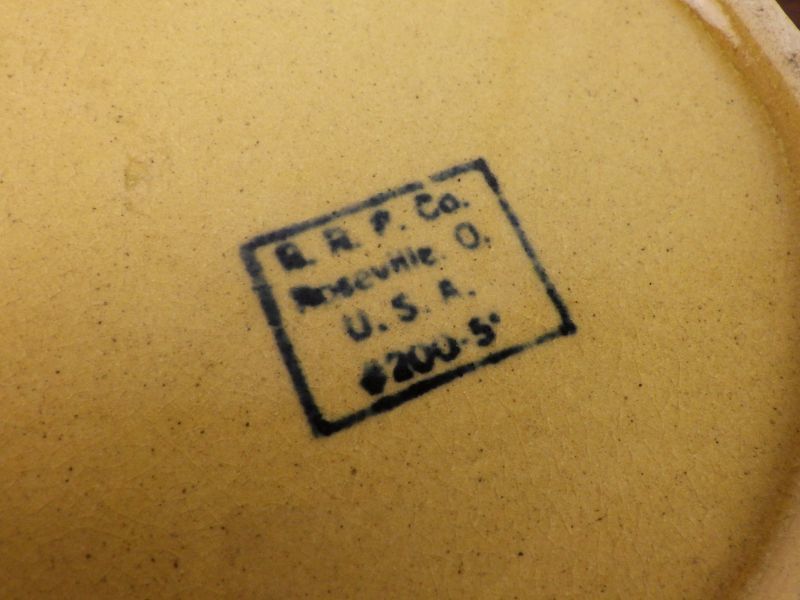 R. R. P. Co.
Roseville, O.
U. S. A.
#200-5"